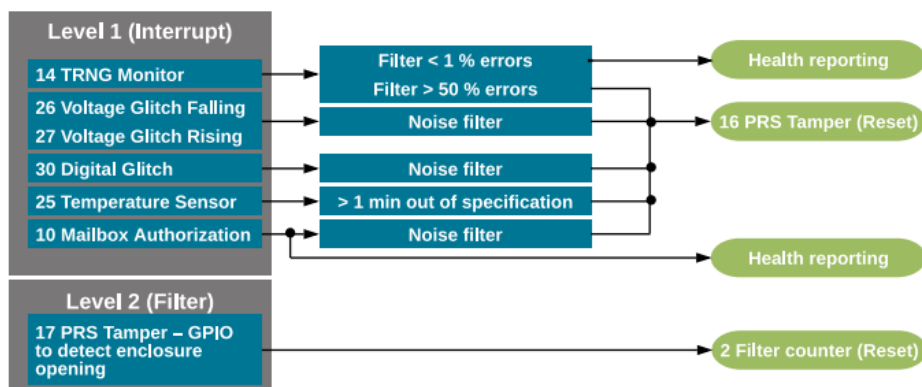 Level 1 (Interrupt)
14 TRNG Monitor
26 Voltage Glitch Falling
27 Voltage Glitch Rising
30 Digital Glitch
25 Temperature Sensor
10 Mailbox Authorization
Filter < 1 % errors
Filter > 50 % errors
Noise filter
Noise filter
> 1 min out of specification
Noise filter
Health reporting
16 PRS Tamper (Reset)
Health reporting
Level 2 (Filter)
17 PRS Tamper – GPIO
to detect enclosure
opening
2 Filter counter (Reset)